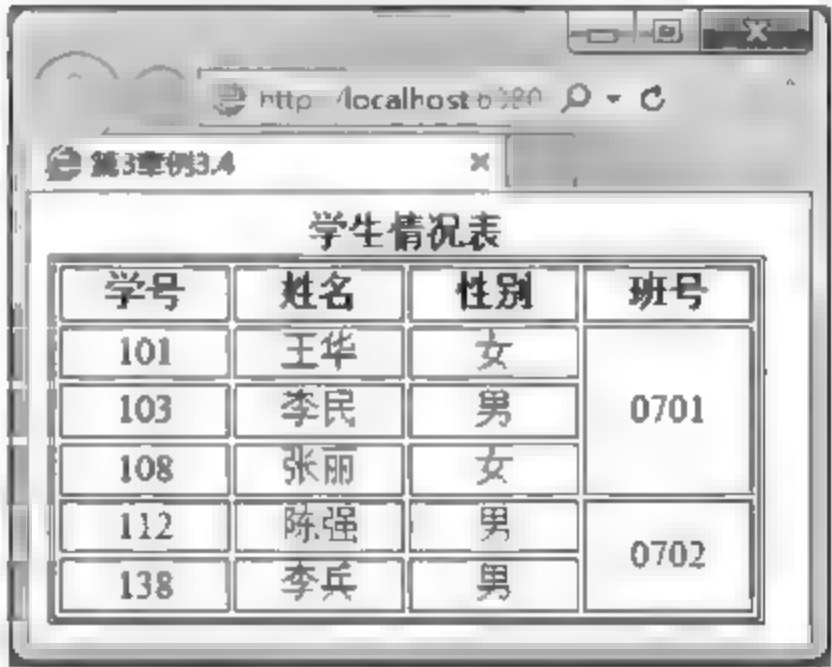 http localhost
第3章例3.4
学生情况表
学号 姓名 性别 班号
101 王华 女 0701
103 李民 男
108 张丽 女
112 陈强 男 0702
138 李兵 男